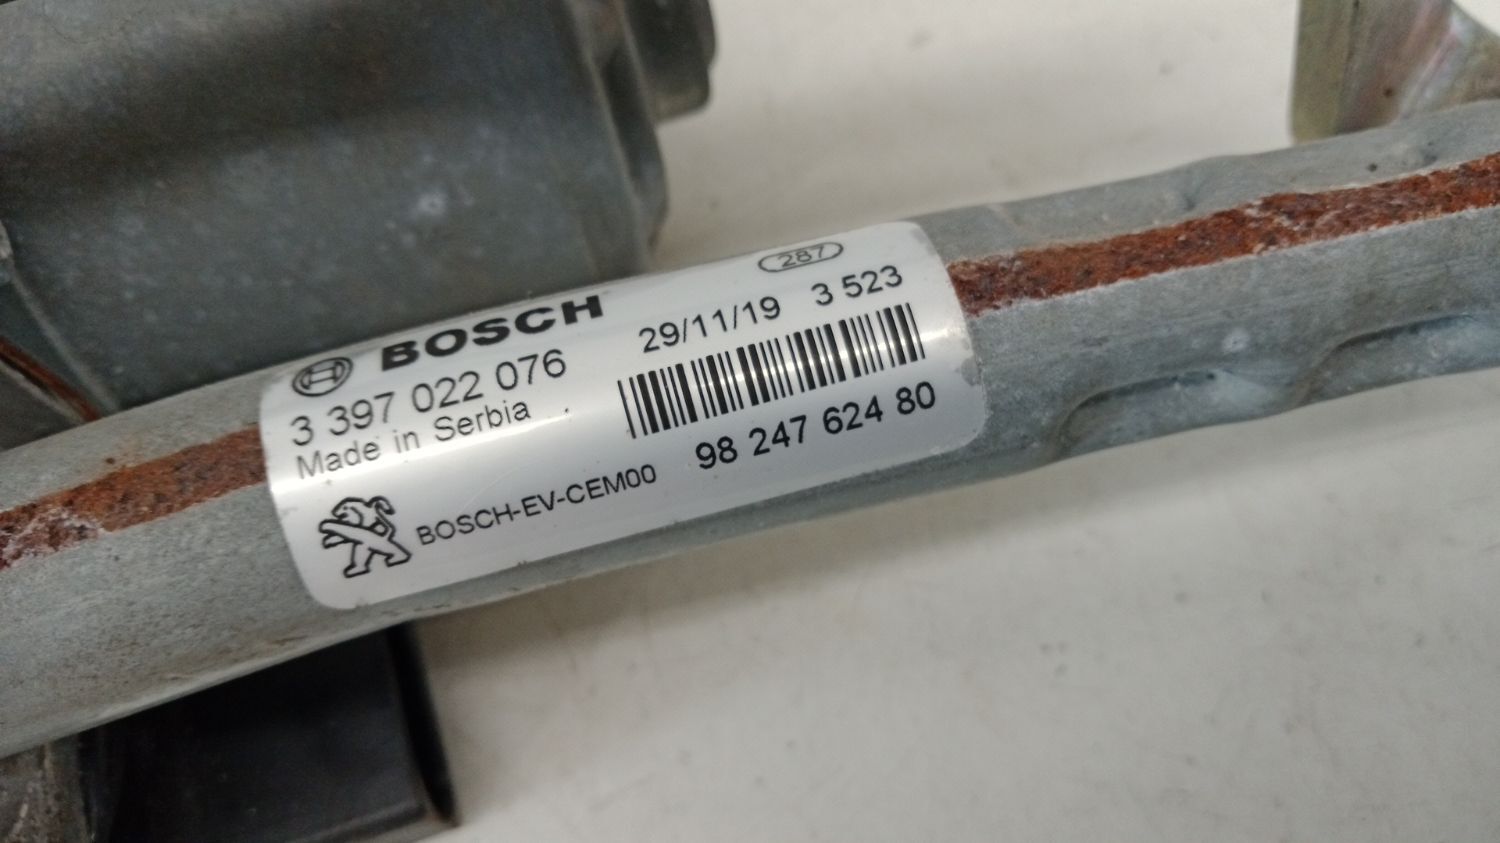 287
BOSCH
29/11/19 3 523
3 397 022 076
Made in Serbia
98 247 624 80
BOSCH-EV-CEM00